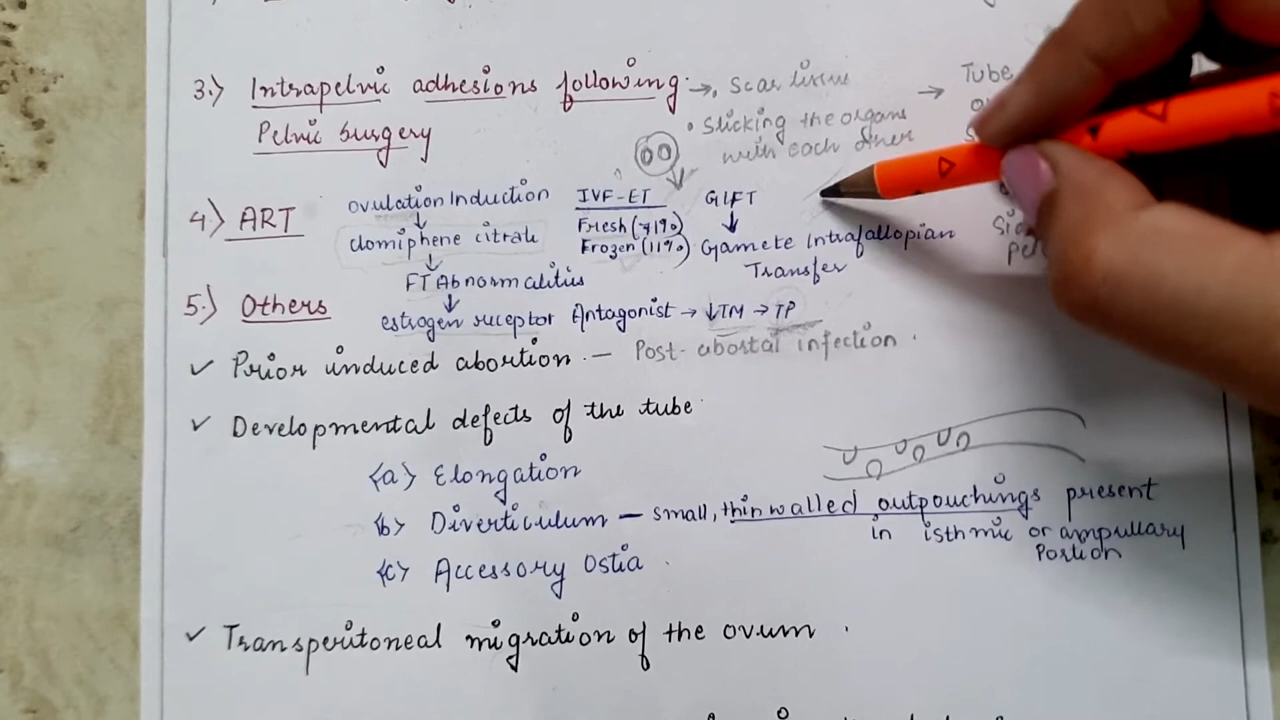 3.) Intrapelvic adhesions following → • Scar tissue → Tube
Pelvic Surgery • Sticking the organs
with each other
4) ART ovulation Induction IVF-ET GIFT
↓ Fresh (71%) ↓
clomiphene citrate Frozen (11%) Gamete Intrafallopian
↓ Transfer
FT Abnormalities
5.) Others ↓
estrogen receptor Antagonist → ↓TM → TP
✓ Prior induced abortion. — Post-abostal infection.
✓ Developmental defects of the tube
(a) Elongation
(b) Diverticulum — small, thin walled outpouchings present
in isthmic or ampullary
Portion
(c) Accessory Ostia.
✓ Transperitoneal migration of the ovum.